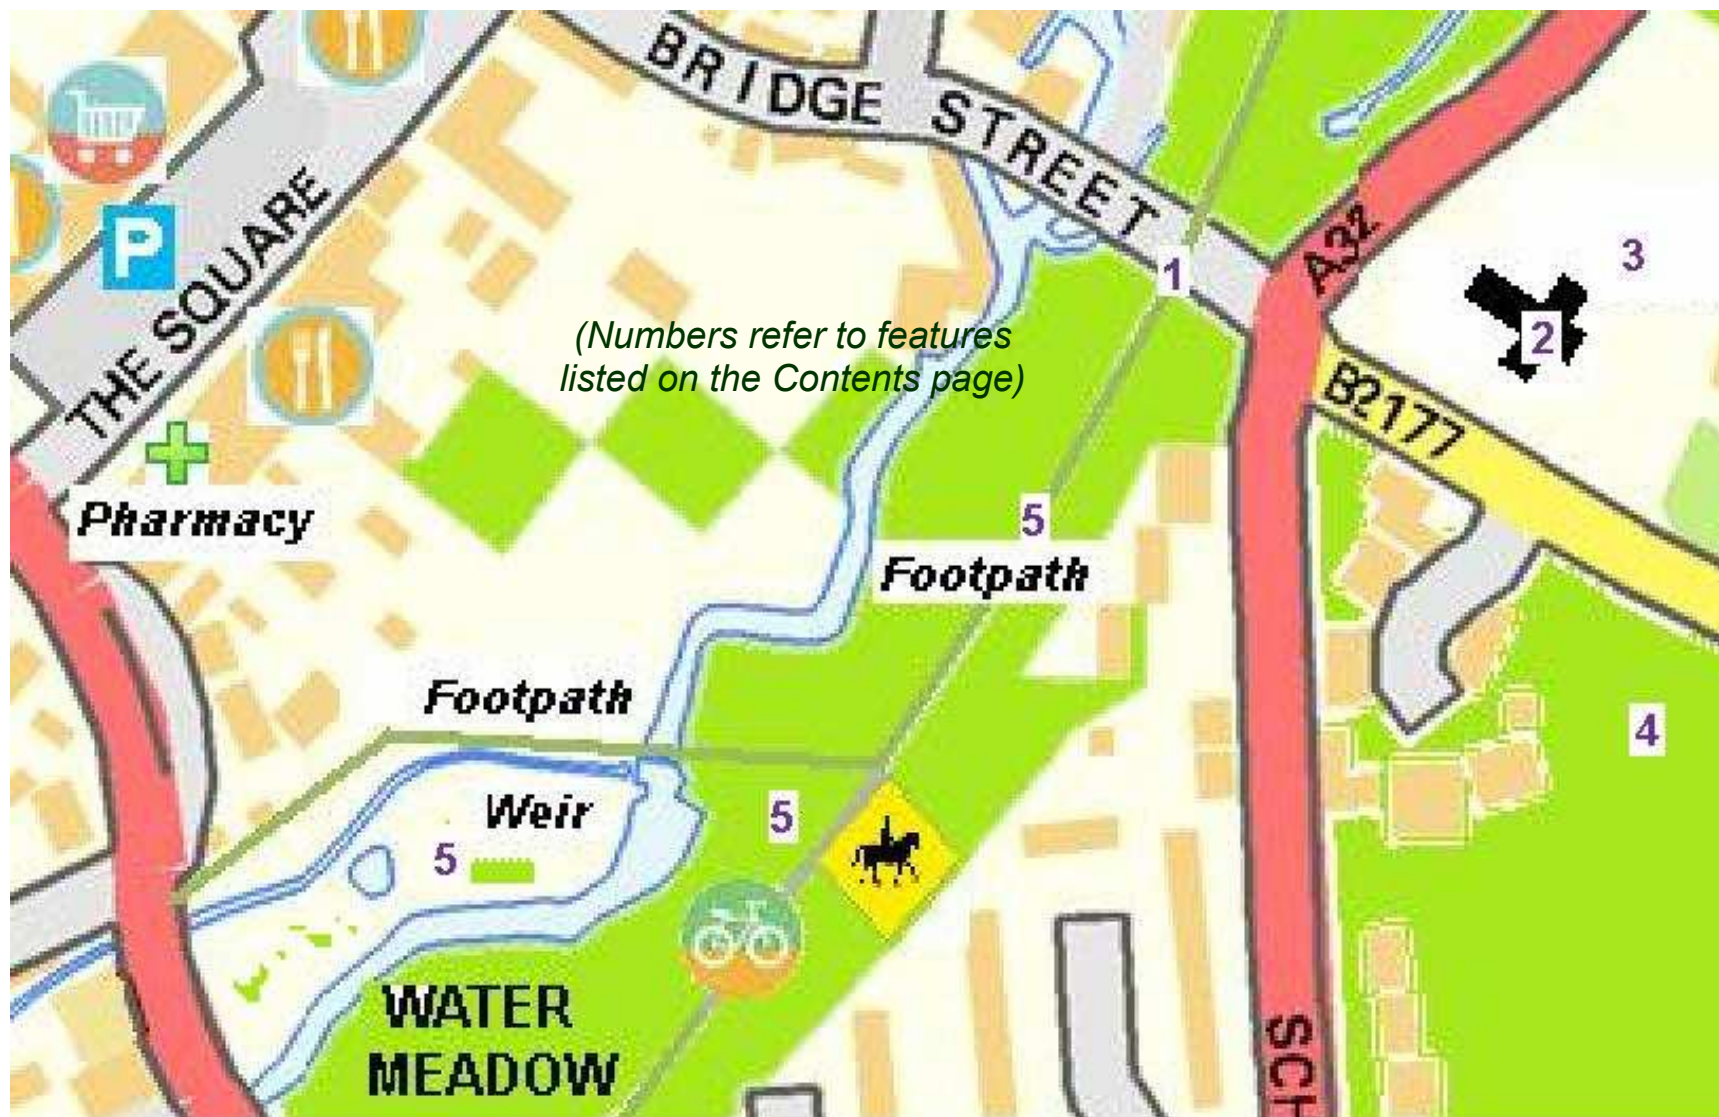 BRIDGE STREET
THE SQUARE
P
A32
1
3
2
(Numbers refer to features
listed on the Contents page)
B2177
Pharmacy
5
Footpath
Footpath
4
Weir
5
5
WATER
MEADOW
SCH